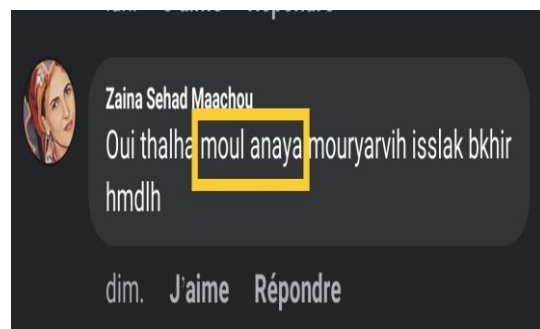 Zaina Sehad Maachou
Oui thalha moul anaya mouryarvih isslak bkhir
hmdlh
dim. J'aime Répondre